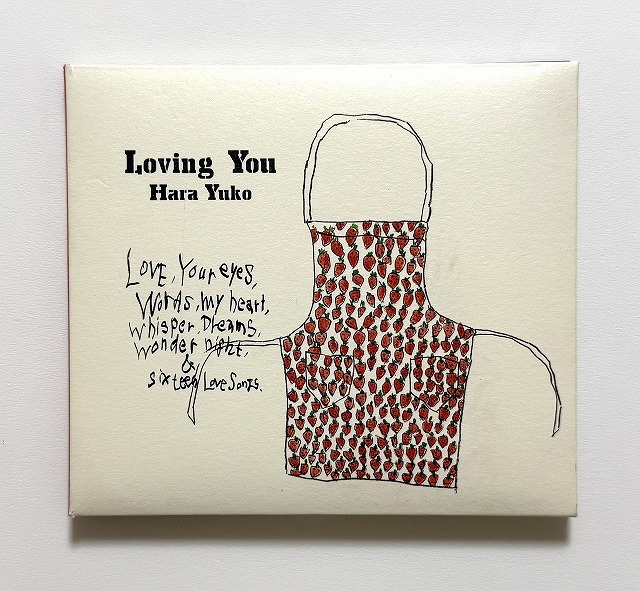 Loving You
Hara Yuko
Love, Your eyes,
Words, my heart,
Whisper, Dreams,
Wonder night,
&
sixteen Love Songs.